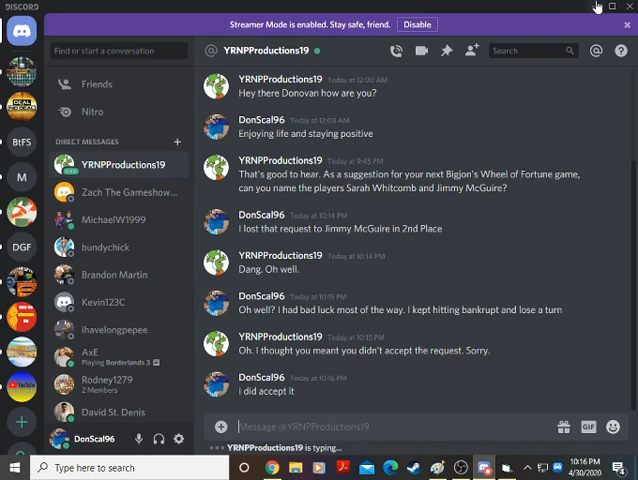 DISCORD
Streamer Mode is enabled. Stay safe, friend. Disable
Find or start a conversation
YRNPProductions19
Search
Friends
Nitro
DIRECT MESSAGES
YRNPProductions19
Zach The Gameshow...
MichaelW1999
bundychick
Brandon Martin
Kevin123C
ihavelongpepee
AxE
Playing Borderlands 3
Rodney1279
2 Members
David St. Denis
DonScal96
BtFS
M
DGF
YRNPProductions19 Today at 12:00 AM
Hey there Donovan how are you?
DonScal96 Today at 12:08 AM
Enjoying life and staying positive
YRNPProductions19 Today at 9:45 PM
That's good to hear. As a suggestion for your next Bigjon's Wheel of Fortune game,
can you name the players Sarah Whitcomb and Jimmy McGuire?
DonScal96 Today at 10:14 PM
I lost that request to Jimmy McGuire in 2nd Place
YRNPProductions19 Today at 10:14 PM
Dang. Oh well.
DonScal96 Today at 10:15 PM
Oh well? I had bad luck most of the way. I kept hitting bankrupt and lose a turn
YRNPProductions19 Today at 10:15 PM
Oh. I thought you meant you didn't accept the request. Sorry.
DonScal96 Today at 10:16 PM
I did accept it
Message @YRNPProductions19
GIF
YRNPProductions19 is typing...
Type here to search
10:16 PM
4/30/2020